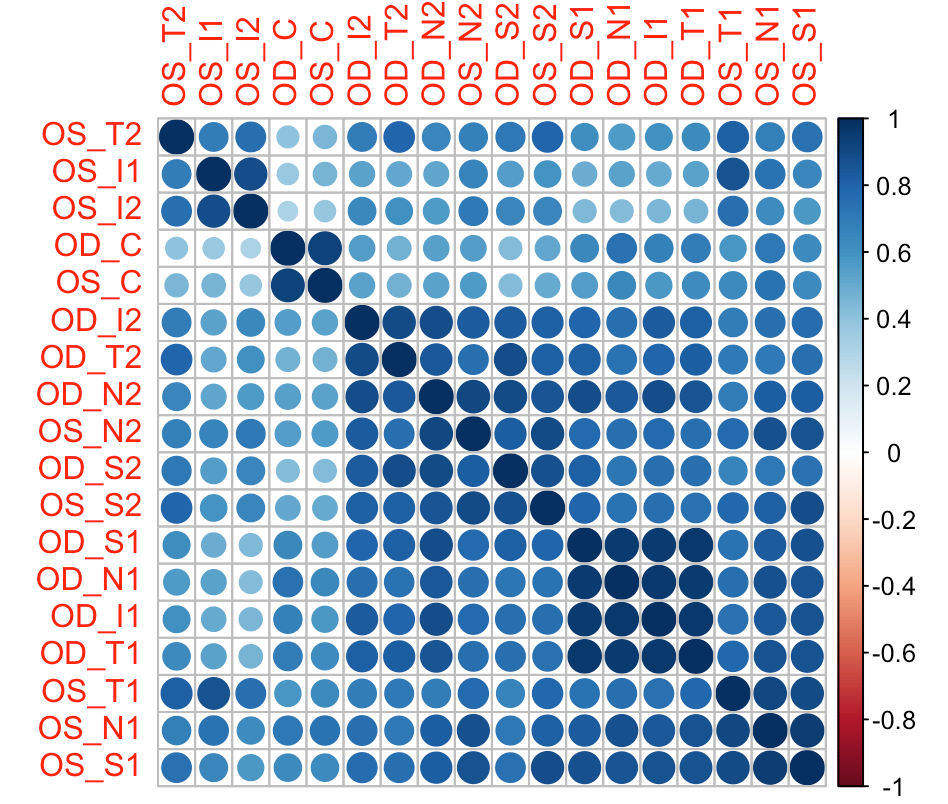 OS_T2 OS_I1 OS_I2 OD_C OS_C OD_I2 OD_T2 OD_N2 OS_N2 OD_S2 OS_S2 OD_S1 OD_N1 OD_I1 OD_T1 OS_T1 OS_N1 OS_S1
OS_T2
OS_I1
OS_I2
OD_C
OS_C
OD_I2
OD_T2
OD_N2
OS_N2
OD_S2
OS_S2
OD_S1
OD_N1
OD_I1
OD_T1
OS_T1
OS_N1
OS_S1
1
0.8
0.6
0.4
0.2
0
-0.2
-0.4
-0.6
-0.8
-1